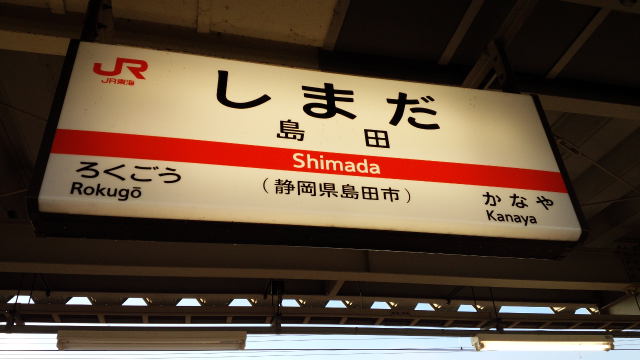 JR
JR東海
しまだ
島田
Shimada
ろくごう
Rokugō
(静岡県島田市)
かなや
Kanaya